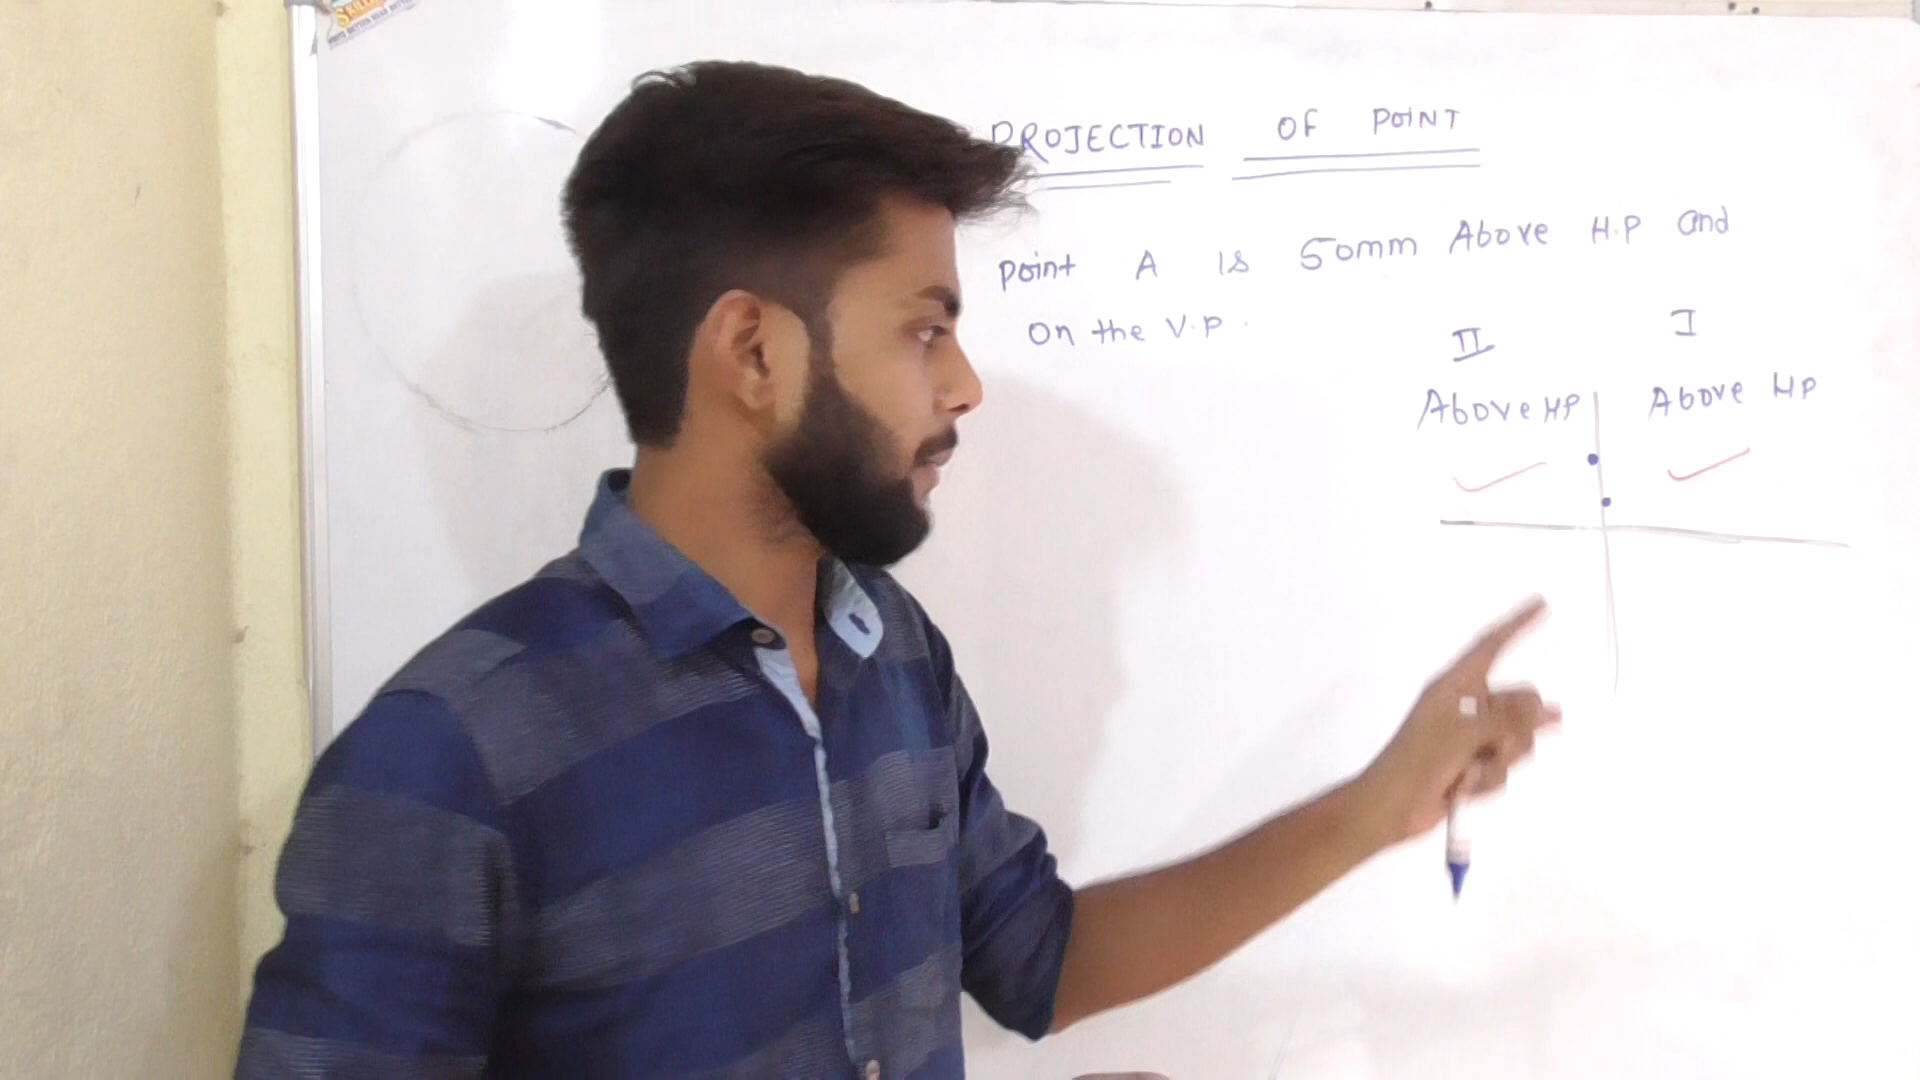 PROJECTION OF POINT
point A is 50mm Above H.P and
on the V.P.
II I
Above HP Above HP